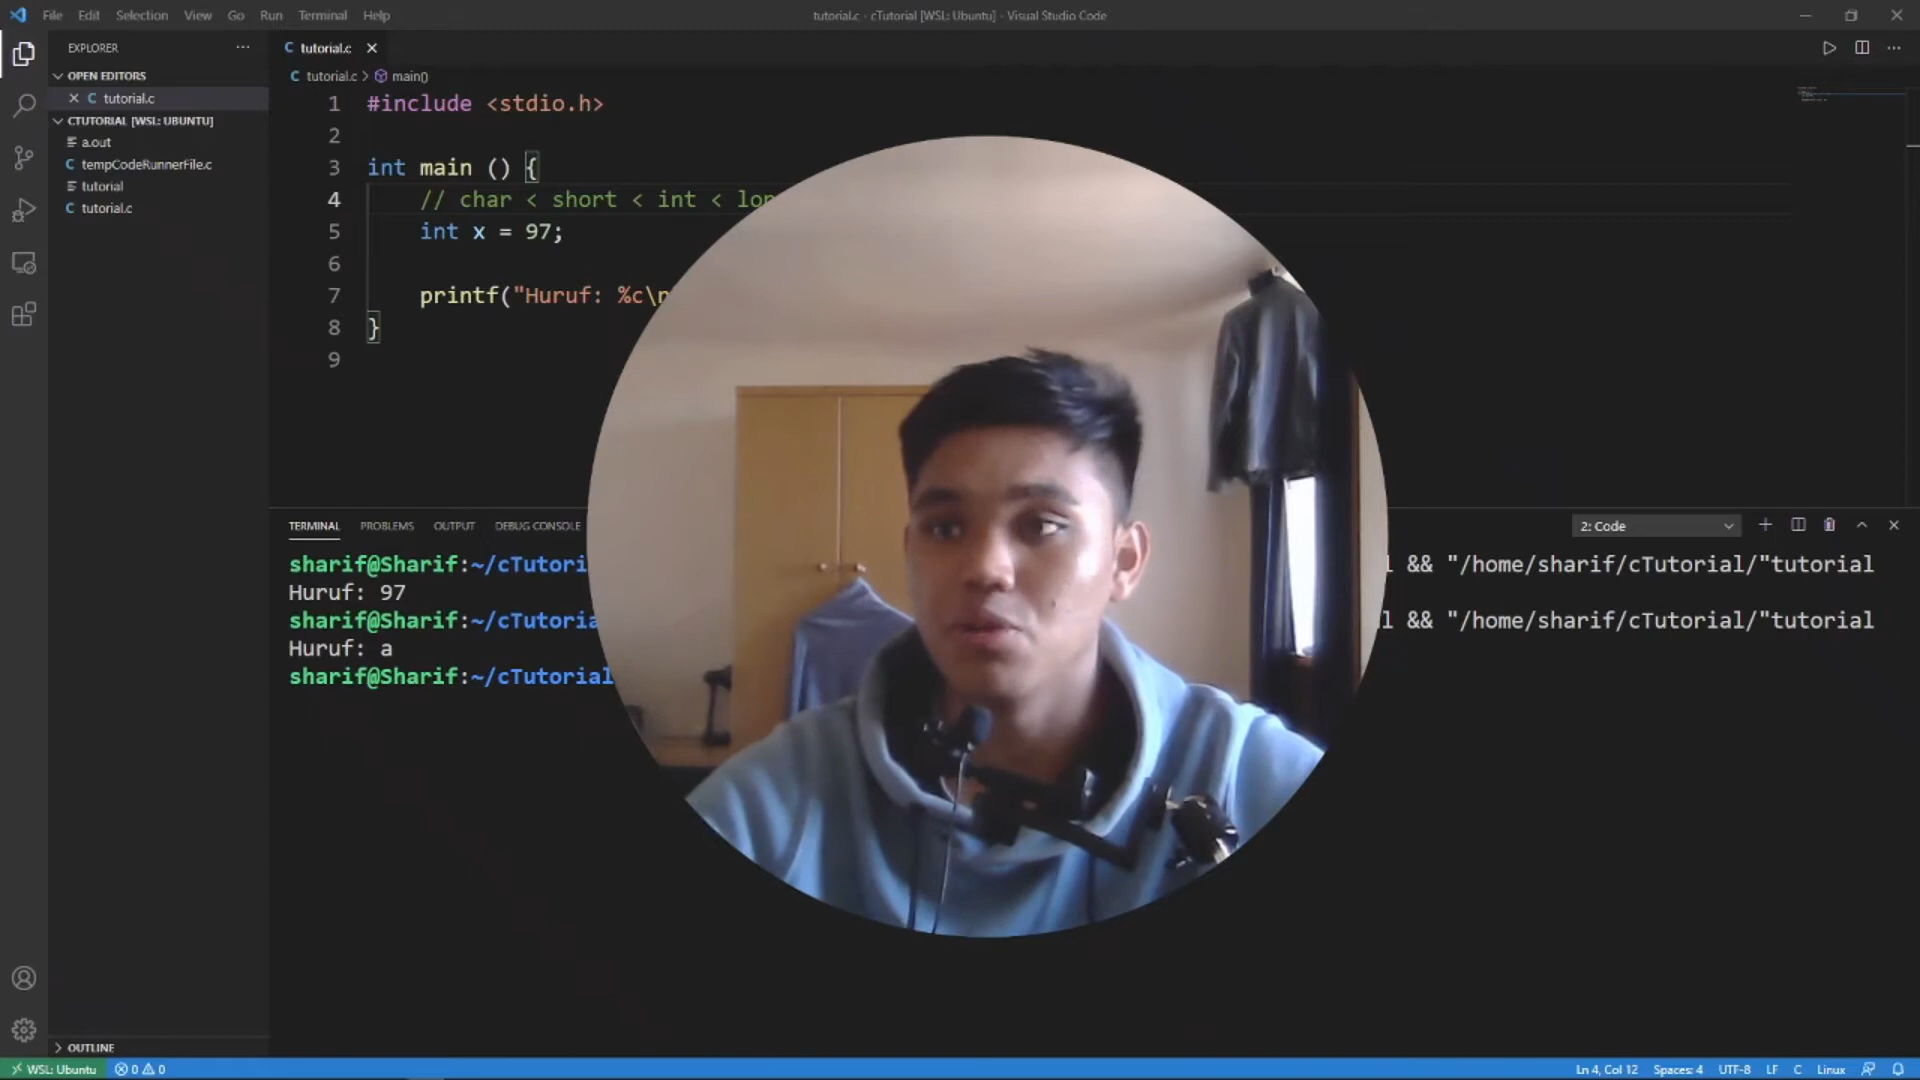 File Edit Selection View Go Run Terminal Help
tutorial.c - cTutorial [WSL: Ubuntu] - Visual Studio Code
EXPLORER
OPEN EDITORS
tutorial.c
CTUTORIAL [WSL: UBUNTU]
a.out
tempCodeRunnerFile.c
tutorial
tutorial.c
OUTLINE
tutorial.c
tutorial.c > main()
1 #include <stdio.h>
2
3 int main () {
4 // char < short < int < lon
5 int x = 97;
6
7 printf("Huruf: %c\n
8 }
9
TERMINAL PROBLEMS OUTPUT DEBUG CONSOLE
2: Code
sharif@Sharif:~/cTutori l && "/home/sharif/cTutorial/"tutorial
Huruf: 97
sharif@Sharif:~/cTutoria l && "/home/sharif/cTutorial/"tutorial
Huruf: a
sharif@Sharif:~/cTutorial
WSL: Ubuntu 0 0
Ln 4, Col 12 Spaces: 4 UTF-8 LF C Linux